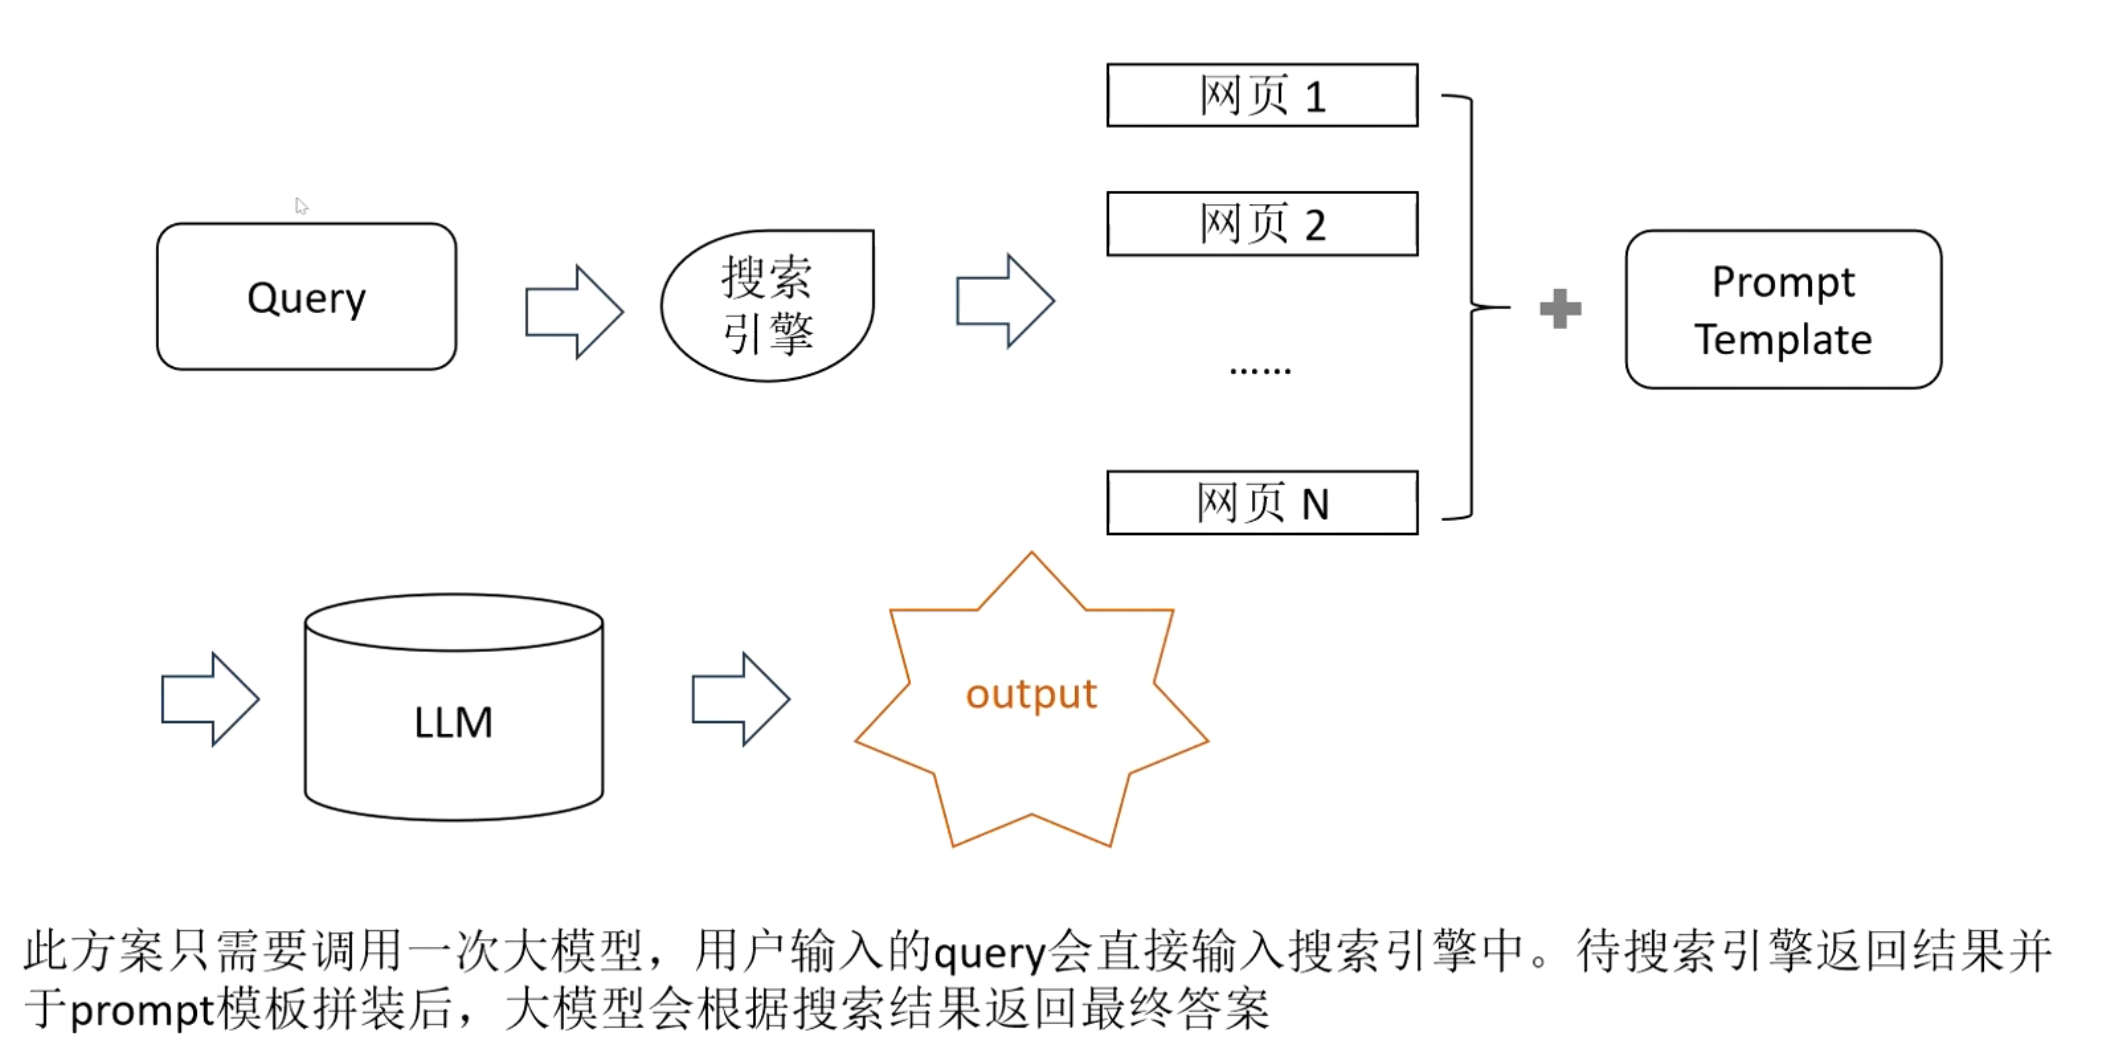 网页 1
网页 2
Query
搜索
引擎
Prompt
Template
......
网页 N
LLM
output
此方案只需要调用一次大模型，用户输入的query会直接输入搜索引擎中。待搜索引擎返回结果并
于prompt模板拼装后，大模型会根据搜索结果返回最终答案